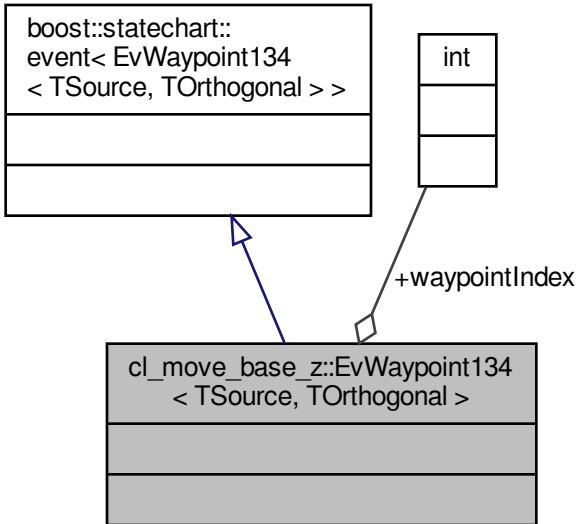 boost::statechart::
event< EvWaypoint134
< TSource, TOrthogonal > >
int
+waypointIndex
cl_move_base_z::EvWaypoint134
< TSource, TOrthogonal >